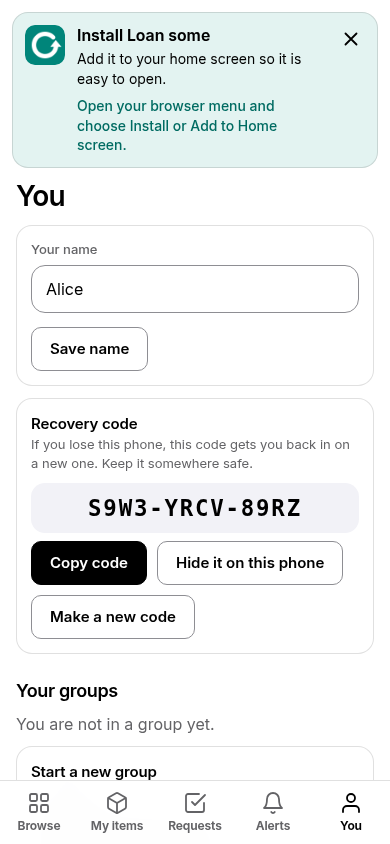 Install Loan some
Add it to your home screen so it is
easy to open.
Open your browser menu and
choose Install or Add to Home
screen.
You
Your name
Alice
Save name
Recovery code
If you lose this phone, this code gets you back in on
a new one. Keep it somewhere safe.
S9W3-YRCV-89RZ
Copy code
Hide it on this phone
Make a new code
Your groups
You are not in a group yet.
Start a new group
Browse
My items
Requests
Alerts
You